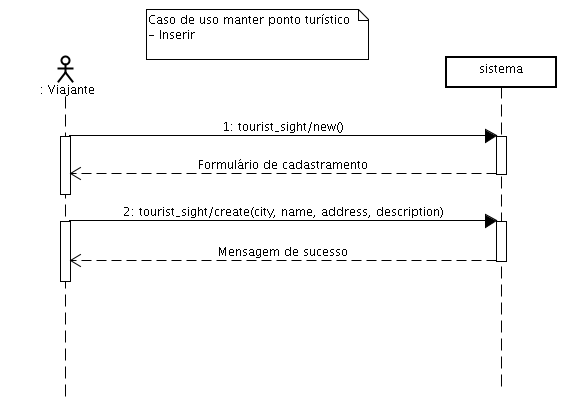 Caso de uso manter ponto turístico
- Inserir
: Viajante
sistema
1: tourist_sight/new()
Formulário de cadastramento
2: tourist_sight/create(city, name, address, description)
Mensagem de sucesso